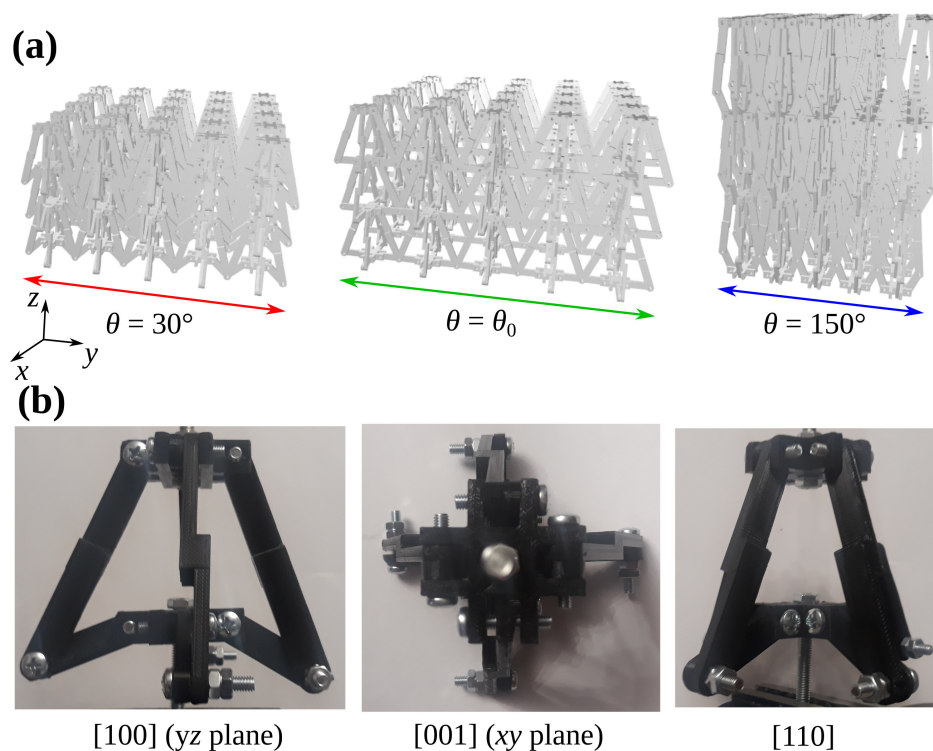 (a)
z
y
x
θ = 30°
θ = θ₀
θ = 150°
(b)
[100] (yz plane)
[001] (xy plane)
[110]